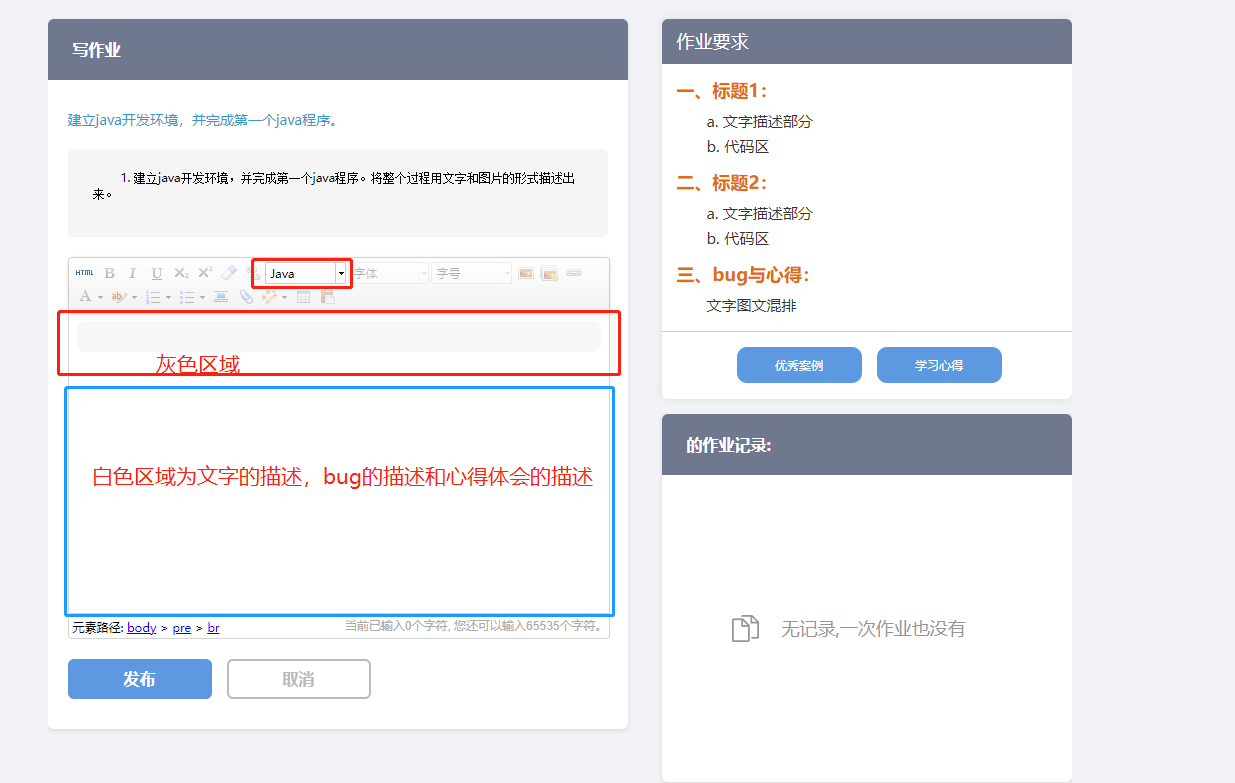 写作业
建立java开发环境，并完成第一个java程序。
1. 建立java开发环境，并完成第一个java程序。将整个过程用文字和图片的形式描述出
来。
HTML B I U X₂ X² Java 字体 字号
A ab
灰色区域
白色区域为文字的描述，bug的描述和心得体会的描述
元素路径: body > pre > br 当前已输入0个字符, 您还可以输入65535个字符。
发布 取消
作业要求
一、标题1：
a. 文字描述部分
b. 代码区
二、标题2：
a. 文字描述部分
b. 代码区
三、bug与心得：
文字图文混排
优秀案例 学习心得
的作业记录:
无记录,一次作业也没有